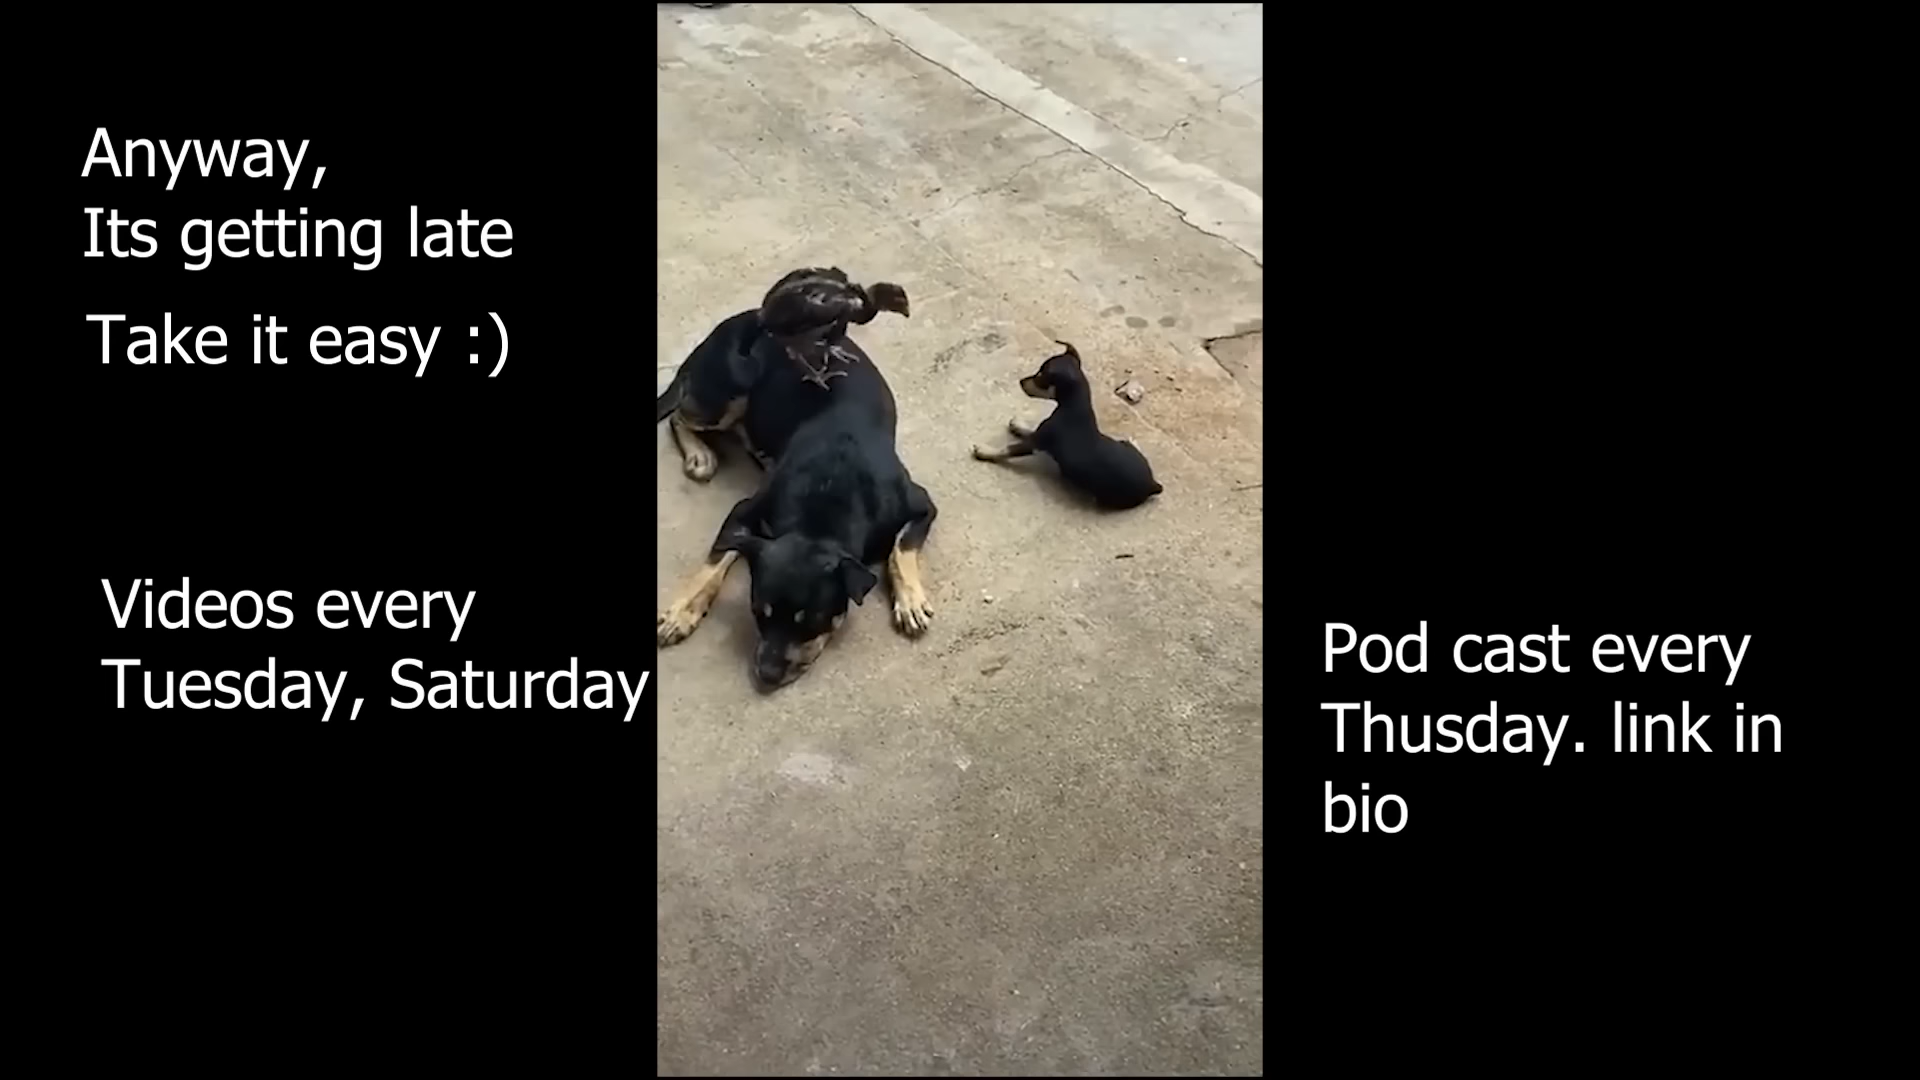 Anyway,
Its getting late
Take it easy :)
Videos every
Tuesday, Saturday
Pod cast every
Thusday. link in
bio